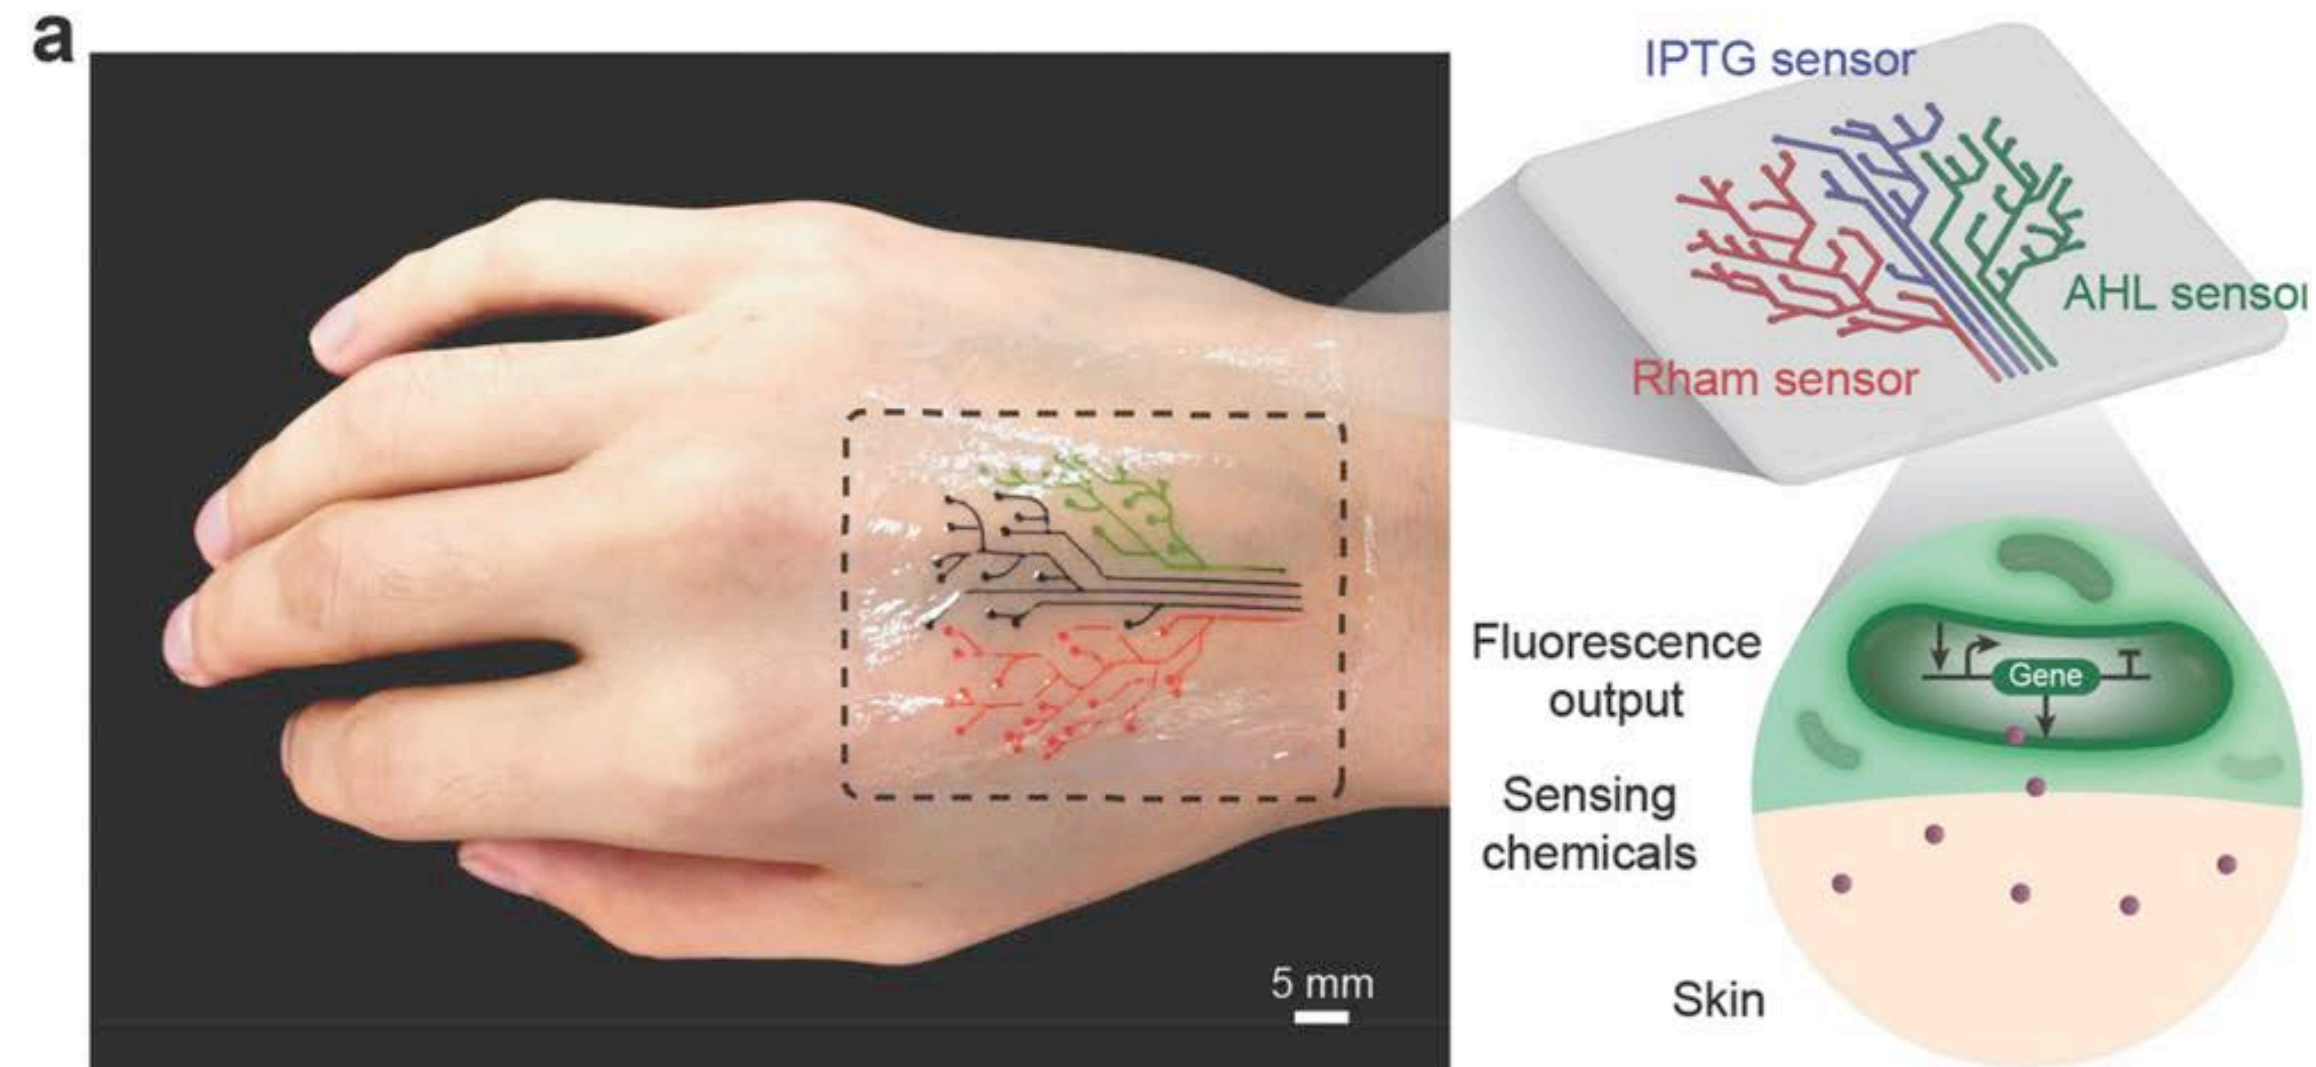 a
IPTG sensor
AHL senso
Rham sensor
Fluorescence
output
Gene
Sensing
chemicals
5 mm
Skin